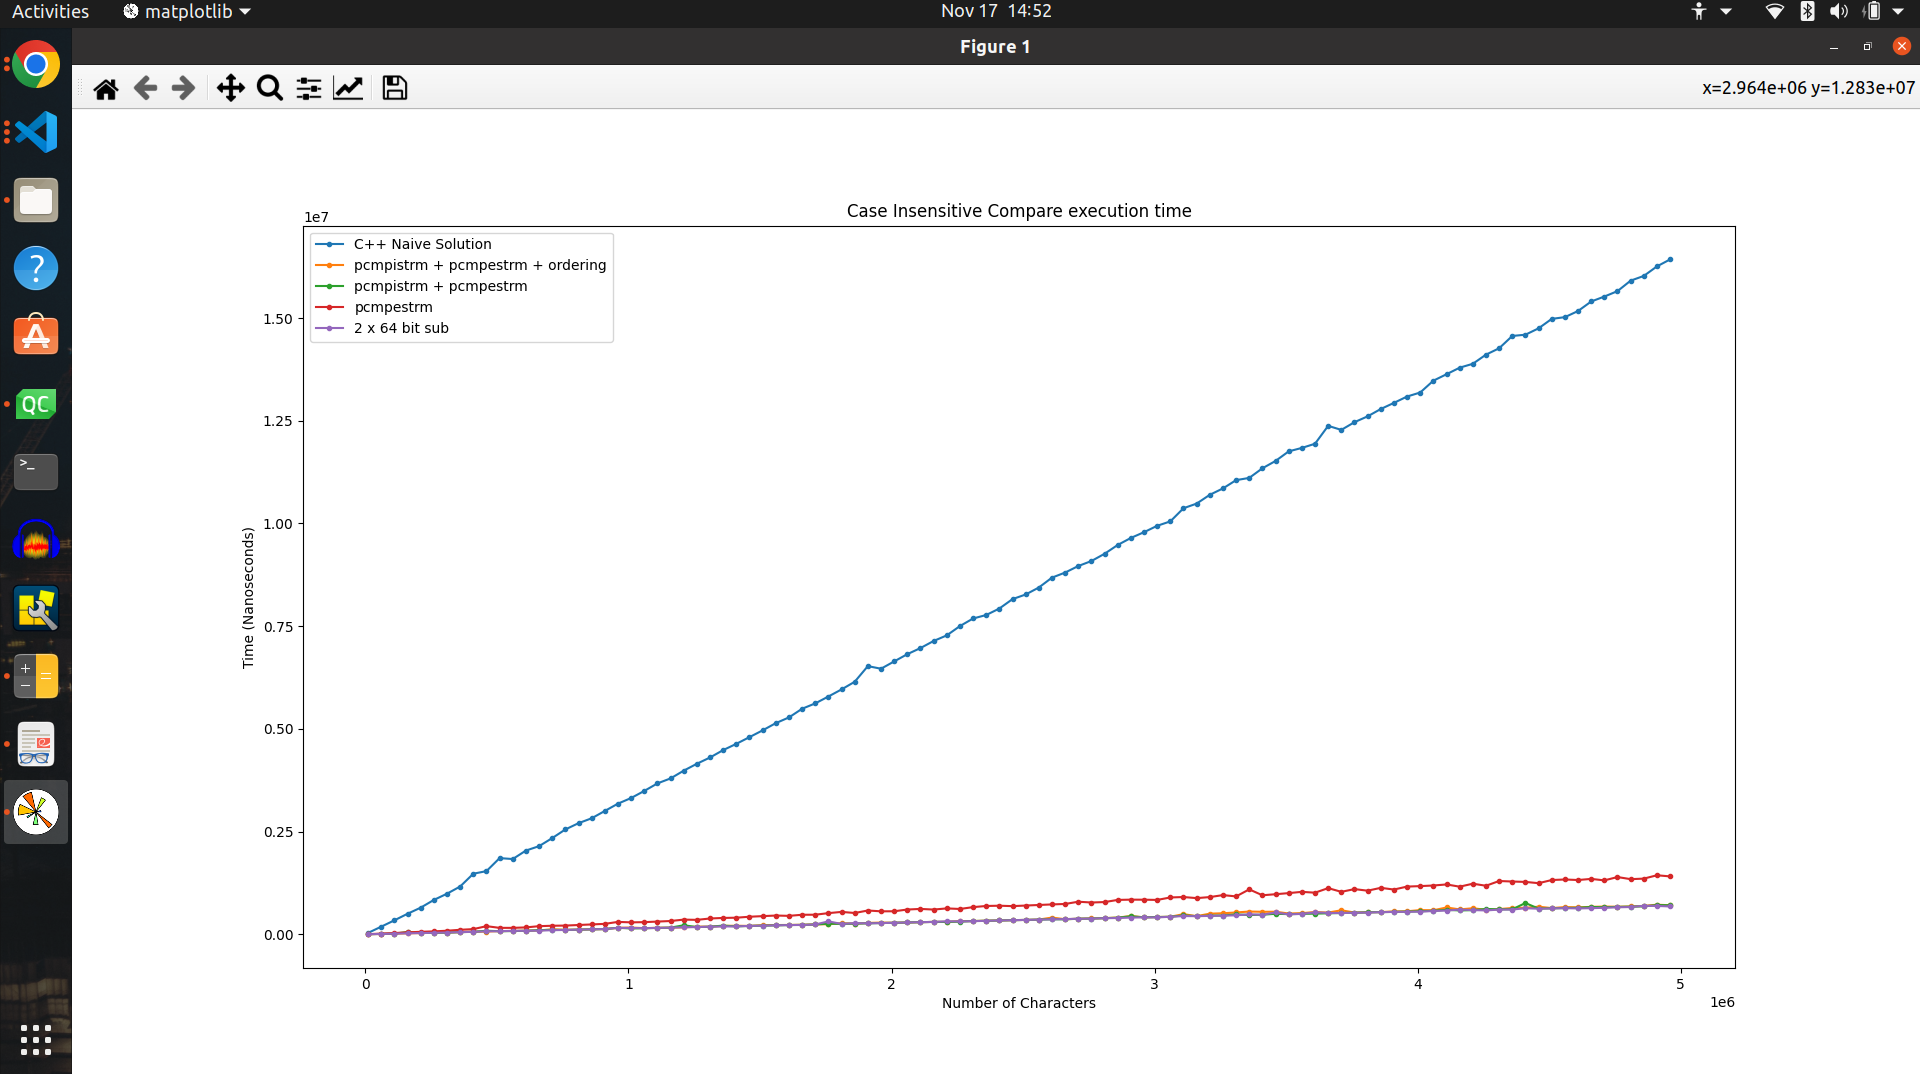 Activities
matplotlib
Nov 17 14:52
Figure 1
x=2.964e+06 y=1.283e+07
Case Insensitive Compare execution time
1e7
C++ Naive Solution
pcmpistrm + pcmpestrm + ordering
pcmpistrm + pcmpestrm
pcmpestrm
2 x 64 bit sub
1.50
1.25
1.00
0.75
0.50
0.25
0.00
Time (Nanoseconds)
0 1 2 3 4 5
Number of Characters
1e6
?
A
QC
>_
+ − =